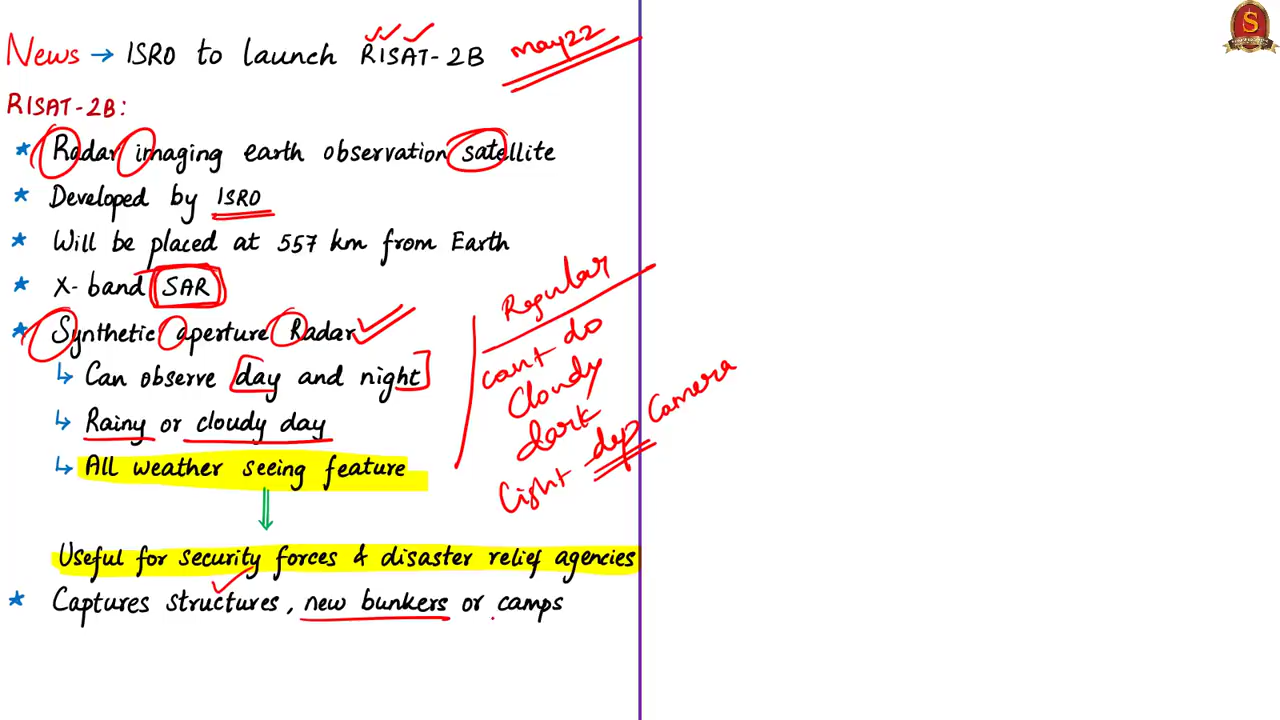 News → ISRO to launch RISAT-2B
May 22
RISAT-2B:
* Radar imaging earth observation satellite
* Developed by ISRO
* Will be placed at 557 km from Earth
* X-band SAR
* Synthetic aperture Radar
↳ Can observe day and night
↳ Rainy or cloudy day
↳ All weather seeing feature
Useful for security forces & disaster relief agencies
* Captures structures, new bunkers or camps
Regular
can't do
Cloudy
dark
Light dep Camera
S